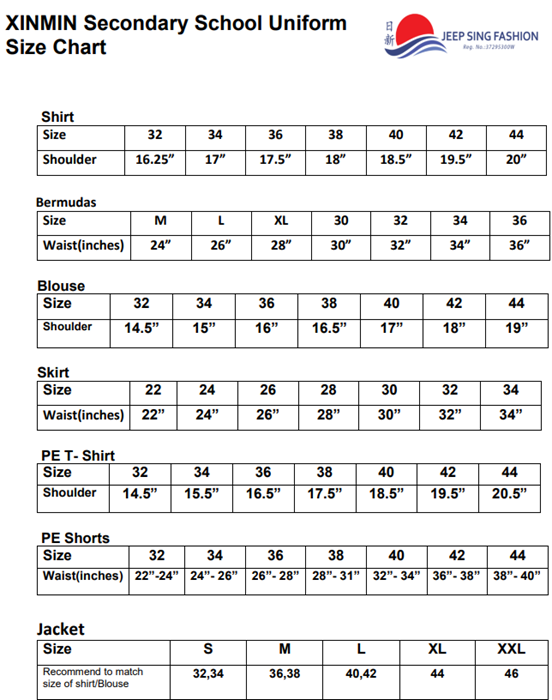 XINMIN Secondary School Uniform
Size Chart
日新
JEEP SING FASHION
Reg. No.:37295300W
Shirt
Size 32 34 36 38 40 42 44
Shoulder 16.25” 17” 17.5” 18” 18.5” 19.5” 20”
Bermudas
Size M L XL 30 32 34 36
Waist(inches) 24” 26” 28” 30” 32” 34” 36”
Blouse
Size 32 34 36 38 40 42 44
Shoulder 14.5” 15” 16” 16.5” 17” 18” 19”
Skirt
Size 22 24 26 28 30 32 34
Waist(inches) 22” 24” 26” 28” 30” 32” 34”
PE T- Shirt
Size 32 34 36 38 40 42 44
Shoulder 14.5” 15.5” 16.5” 17.5” 18.5” 19.5” 20.5”
PE Shorts
Size 32 34 36 38 40 42 44
Waist(inches) 22”-24” 24”- 26” 26”- 28” 28”- 31” 32”- 34” 36”- 38” 38”- 40”
Jacket
Size S M L XL XXL
Recommend to match
size of shirt/Blouse 32,34 36,38 40,42 44 46